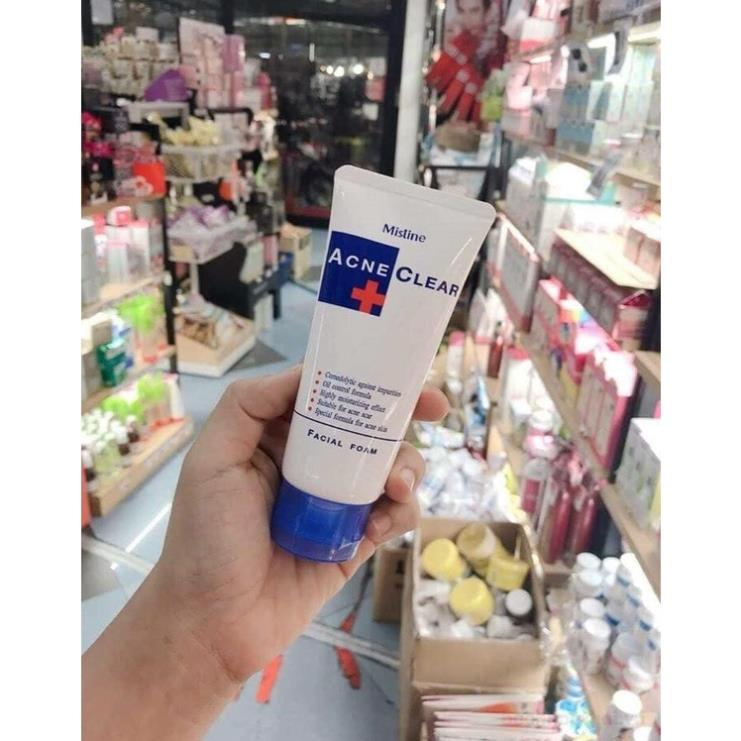 Mistine
ACNE CLEAR
Comedolytic against impurities
Oil control formula
Highly moisturizing effect
Suitable for acne scar
Special formula for acne skin
FACIAL FOAM